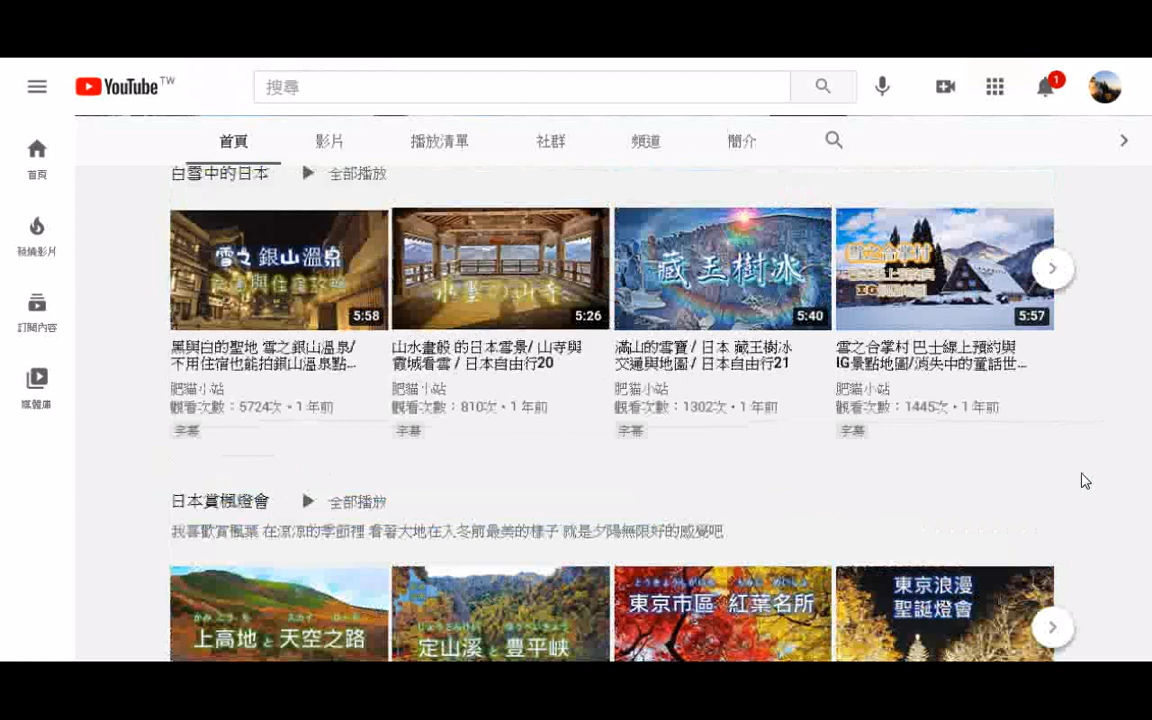 YouTube TW
搜尋
1
首頁
影片
播放清單
社群
頻道
簡介
首頁
發燒影片
訂閱內容
媒體庫
白雪中的日本
全部播放
雪之銀山溫泉
5:58
水墨の山寺
5:26
藏王樹冰
5:40
雪之合掌村
5:57
黑與白的聖地 雪之銀山溫泉/
不用住宿也能拍銀山溫泉點...
肥貓小站
觀看次數：5724次・1 年前
字幕
山水畫般 的日本雪景/ 山寺與
霞城看雪 / 日本自由行20
肥貓小站
觀看次數：810次・1 年前
字幕
滿山的雪寶 / 日本 藏王樹冰
交通與地圖 / 日本自由行21
肥貓小站
觀看次數：1302次・1 年前
字幕
雪之合掌村 巴士線上預約與
IG景點地圖/消失中的童話世...
肥貓小站
觀看次數：1445次・1 年前
字幕
日本賞楓燈會
全部播放
我喜歡賞楓葉 在涼涼的季節裡 看著大地在入冬前最美的樣子 就是夕陽無限好的感覺吧
上高地と天空之路
定山溪と豐平峽
東京市區 紅葉名所
東京浪漫
聖誕燈會